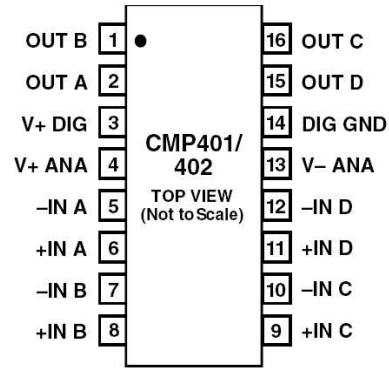 OUT B 1 16 OUT C
OUT A 2 15 OUT D
V+ DIG 3 14 DIG GND
V+ ANA 4 13 V– ANA
CMP401/
402
TOP VIEW
(Not to Scale)
–IN A 5 12 –IN D
+IN A 6 11 +IN D
–IN B 7 10 –IN C
+IN B 8 9 +IN C